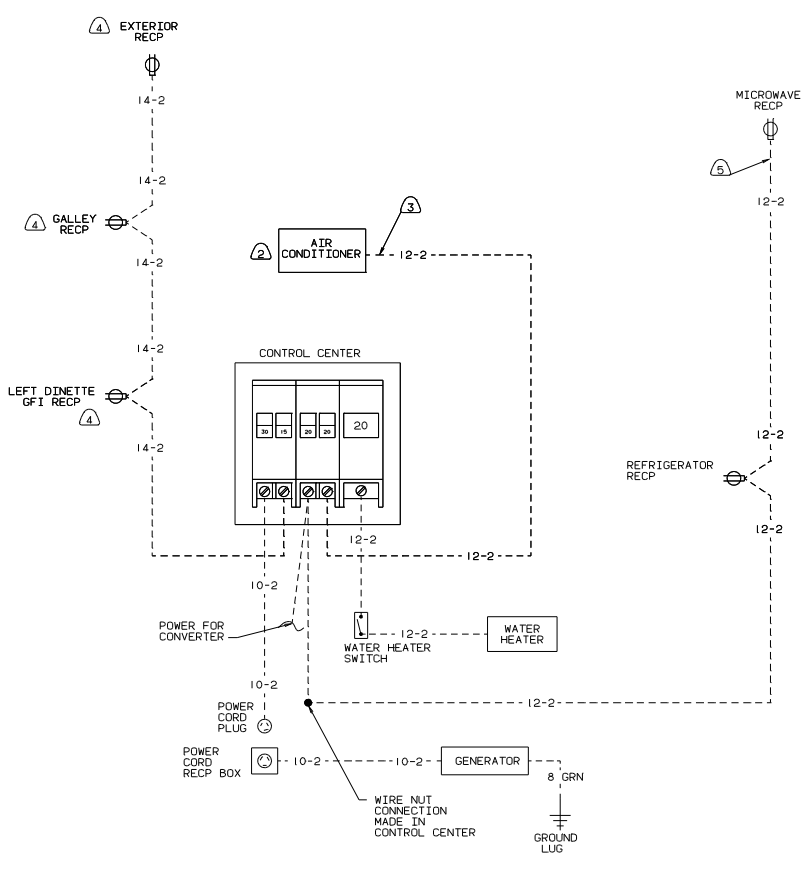 4 EXTERIOR
RECP
14-2
MICROWAVE
RECP
5
14-2
12-2
4 GALLEY
RECP
3
2 AIR
CONDITIONER
12-2
14-2
14-2
CONTROL CENTER
LEFT DINETTE
GFI RECP
4
30 15 20 20 20
14-2
12-2
REFRIGERATOR
RECP
12-2
12-2
12-2
10-2
POWER FOR
CONVERTER
12-2
WATER
HEATER
WATER HEATER
SWITCH
10-2
12-2
POWER
CORD
PLUG
POWER
CORD
RECP BOX
10-2
10-2
GENERATOR
8 GRN
WIRE NUT
CONNECTION
MADE IN
CONTROL CENTER
GROUND
LUG